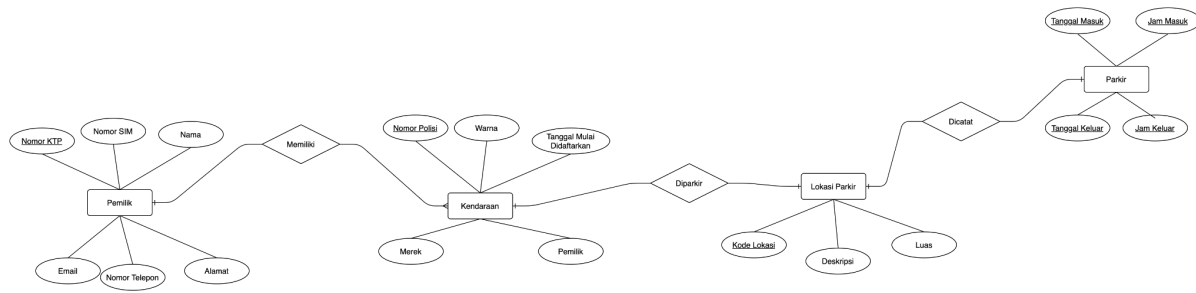 Tanggal Masuk
Jam Masuk
Parkir
Tanggal Keluar
Jam Keluar
Dicatat
Nomor KTP
Nomor SIM
Nama
Memiliki
Nomor Polisi
Warna
Tanggal Mulai
Didaftarkan
Pemilik
Kendaraan
Diparkir
Lokasi Parkir
Email
Nomor Telepon
Alamat
Merek
Pemilik
Kode Lokasi
Deskripsi
Luas